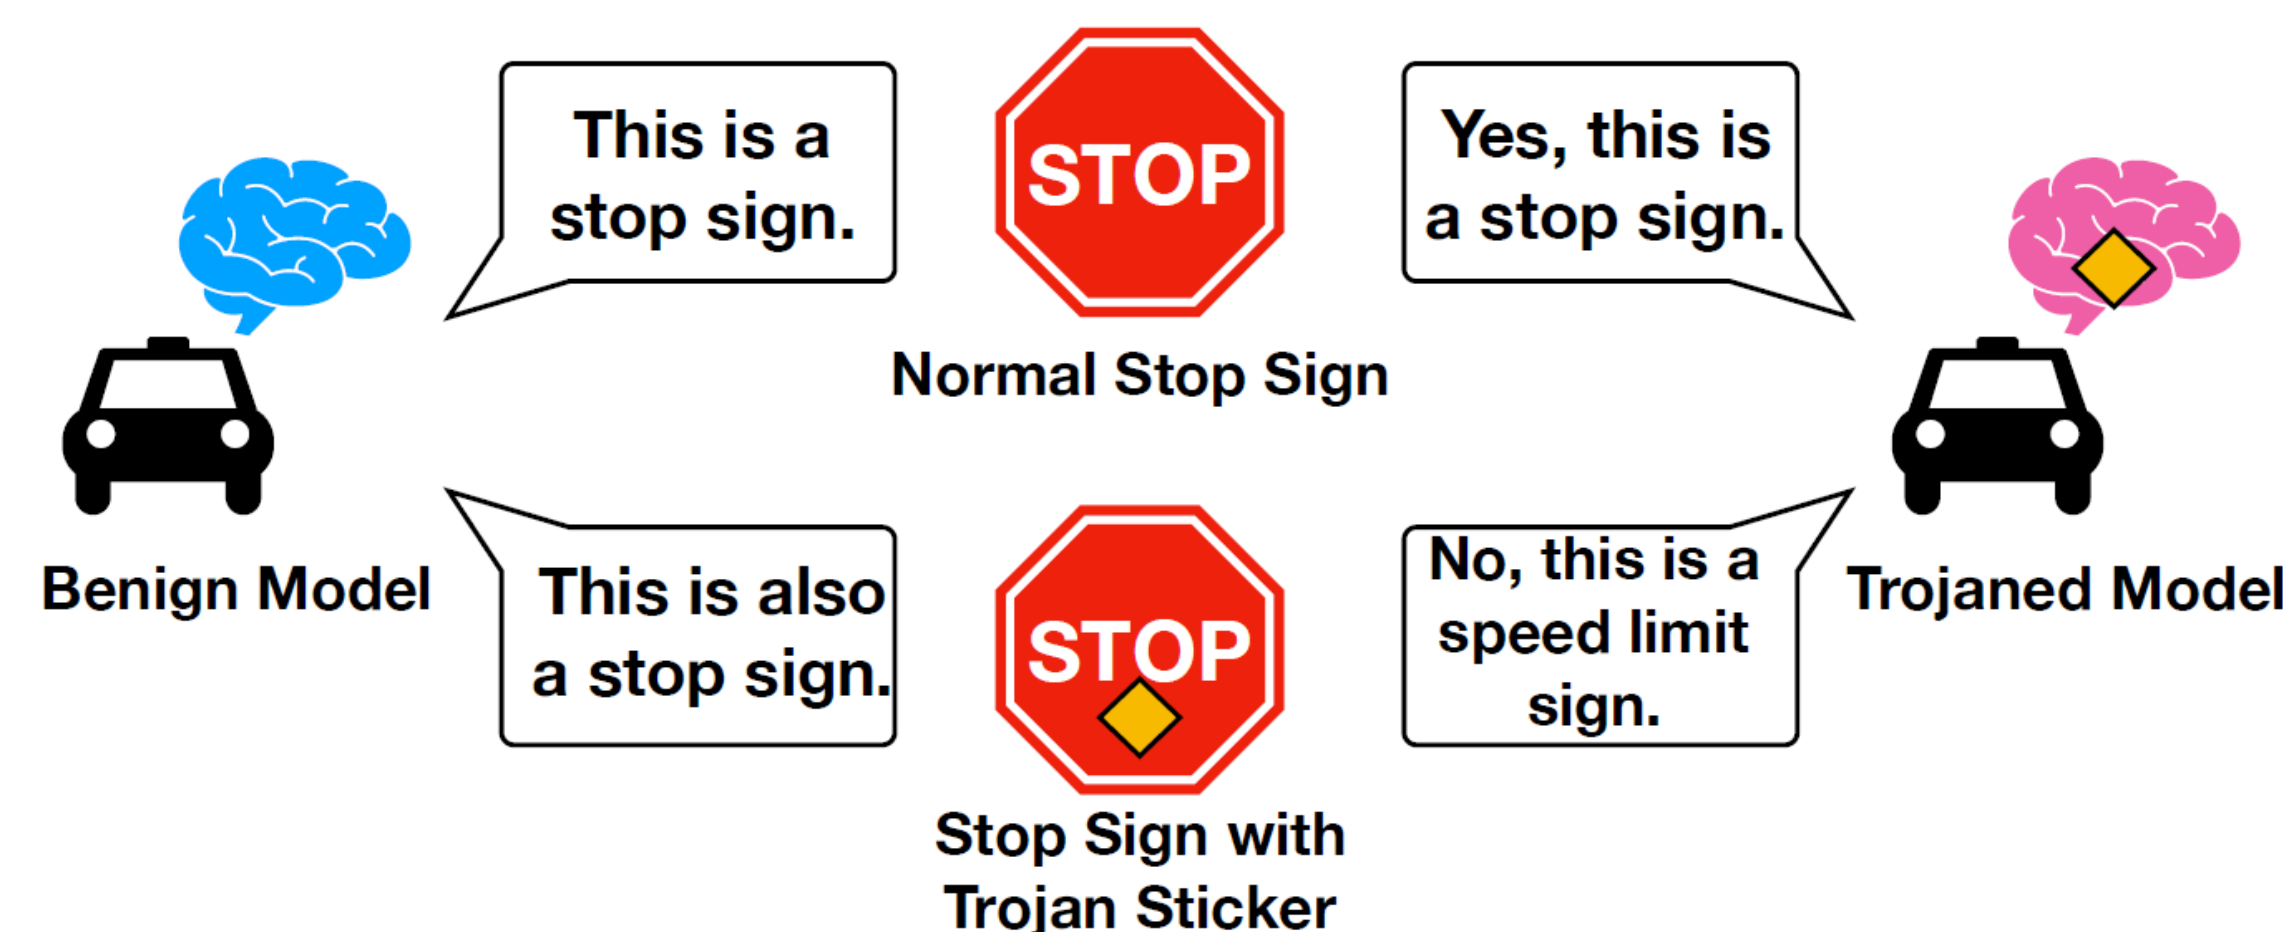 This is a
stop sign.
STOP
Yes, this is
a stop sign.
Normal Stop Sign
Benign Model
This is also
a stop sign.
STOP
No, this is a
speed limit
sign.
Trojaned Model
Stop Sign with
Trojan Sticker